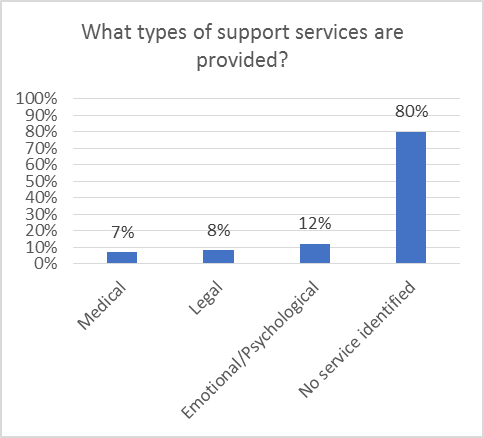 What types of support services are
provided?
100%
90%
80%
70%
60%
50%
40%
30%
20%
10%
0%
7%
8%
12%
80%
Medical
Legal
Emotional/Psychological
No service identified